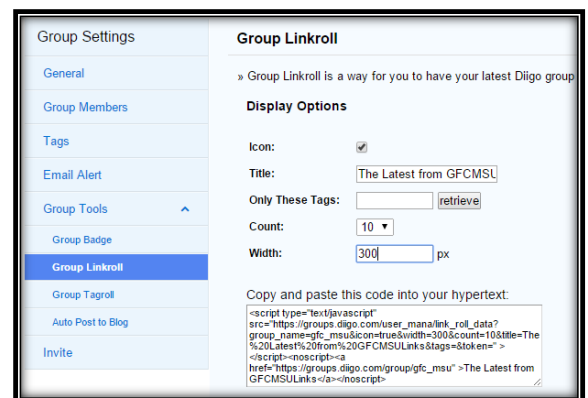 Group Settings
General
Group Members
Tags
Email Alert
Group Tools
Group Badge
Group Linkroll
Group Tagroll
Auto Post to Blog
Invite
Group Linkroll
» Group Linkroll is a way for you to have your latest Diigo group
Display Options
Icon:
Title: The Latest from GFCMSU
Only These Tags: retrieve
Count: 10
Width: 300 px
Copy and paste this code into your hypertext:
<script type="text/javascript"
src="https://groups.diigo.com/user_mana/link_roll_data?
group_name=gfc_msu&icon=true&width=300&count=10&title=The
%20Latest%20from%20GFCMSULinks&tags=&token=" >
</script><noscript><a
href="https://groups.diigo.com/group/gfc_msu" >The Latest from
GFCMSULinks</a></noscript>